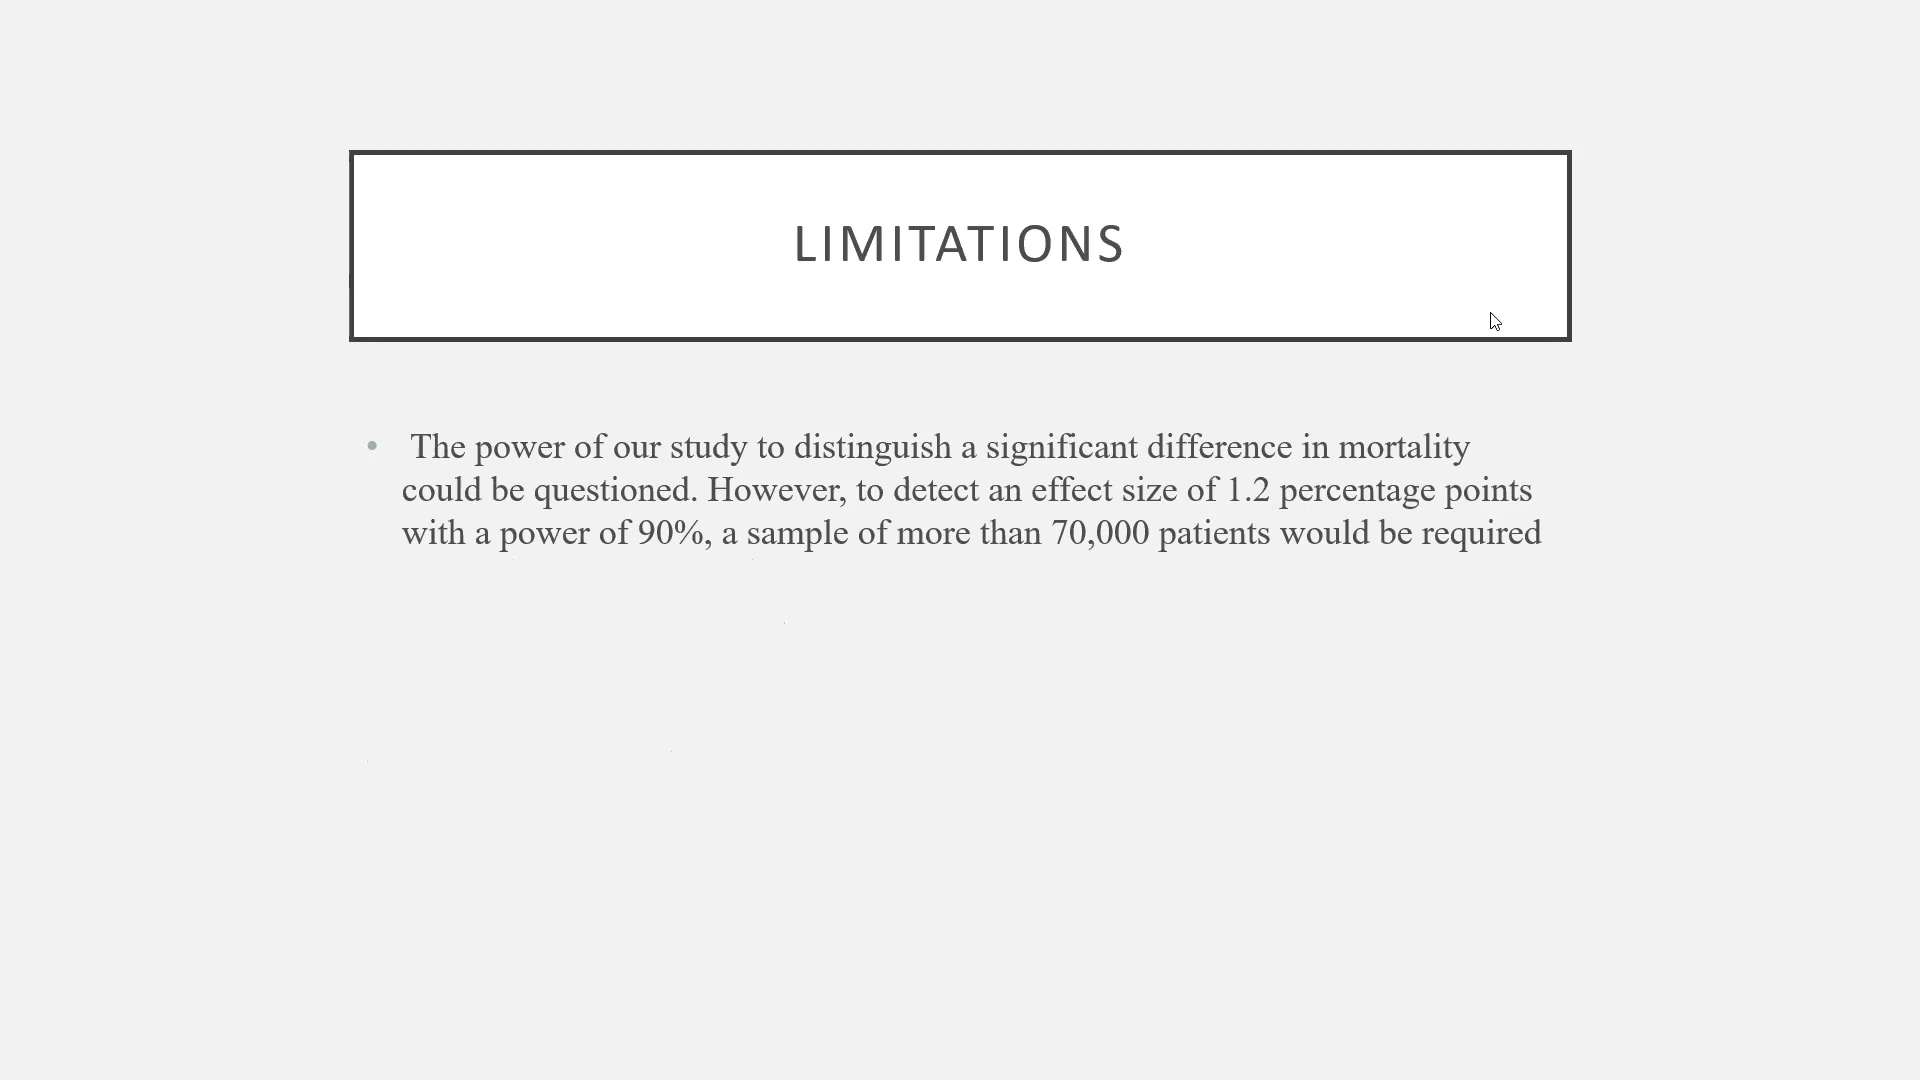 LIMITATIONS
• The power of our study to distinguish a significant difference in mortality
could be questioned. However, to detect an effect size of 1.2 percentage points
with a power of 90%, a sample of more than 70,000 patients would be required